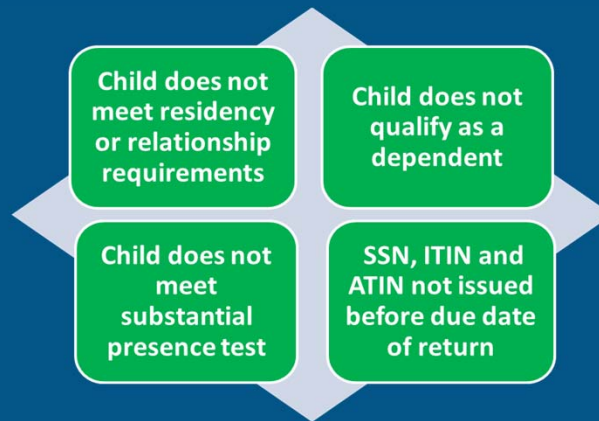 Child does not
meet residency
or relationship
requirements
Child does not
qualify as a
dependent
Child does not
meet
substantial
presence test
SSN, ITIN and
ATIN not issued
before due date
of return